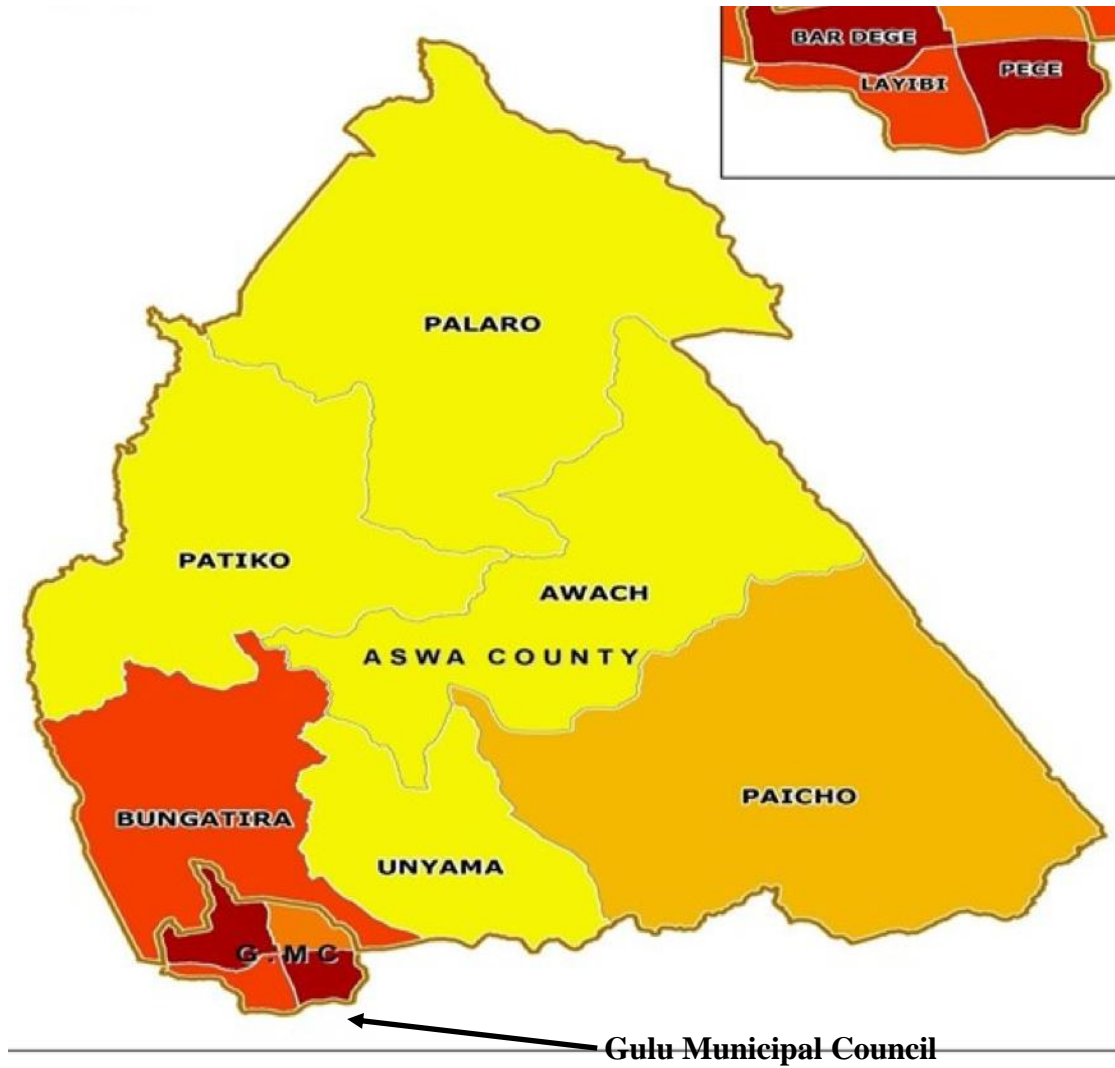 BAR DEGE
PECE
LAYIBI
PALARO
PATIKO
AWACH
ASWA COUNTY
PAICHO
BUNGATIRA
UNYAMA
G . M C
Gulu Municipal Council